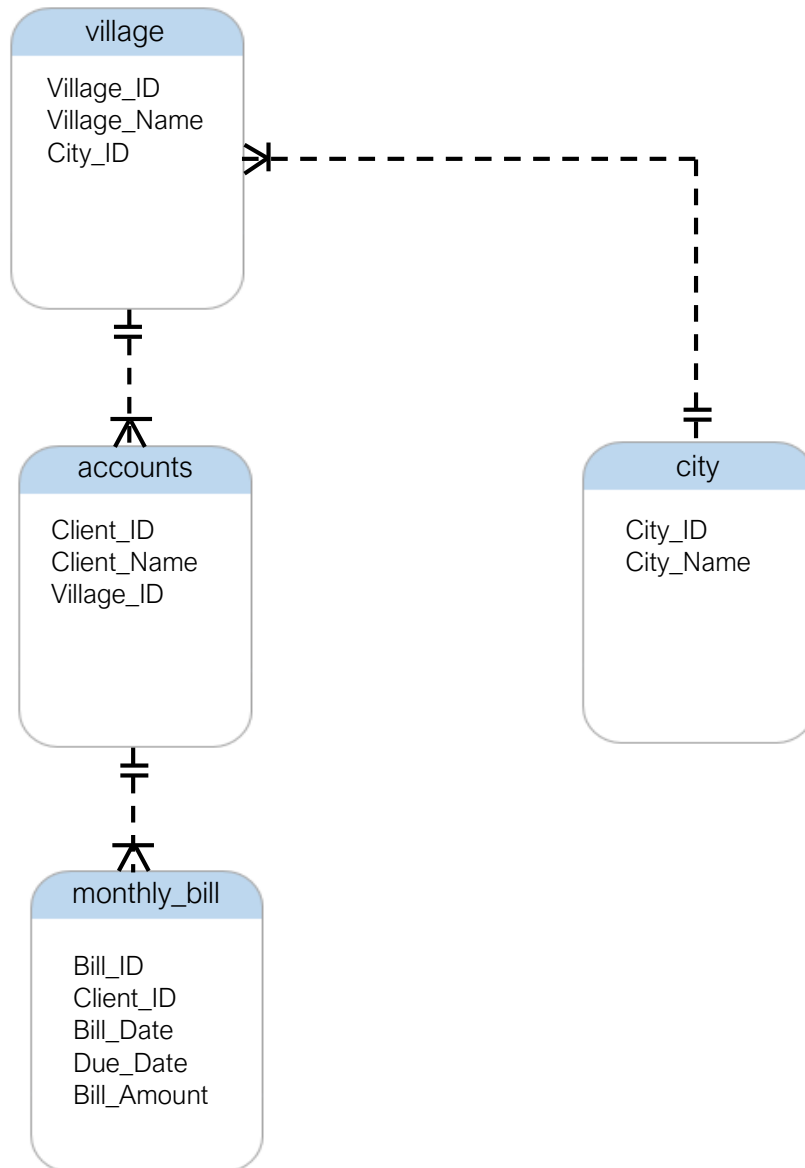 village
Village_ID
Village_Name
City_ID
accounts
Client_ID
Client_Name
Village_ID
city
City_ID
City_Name
monthly_bill
Bill_ID
Client_ID
Bill_Date
Due_Date
Bill_Amount